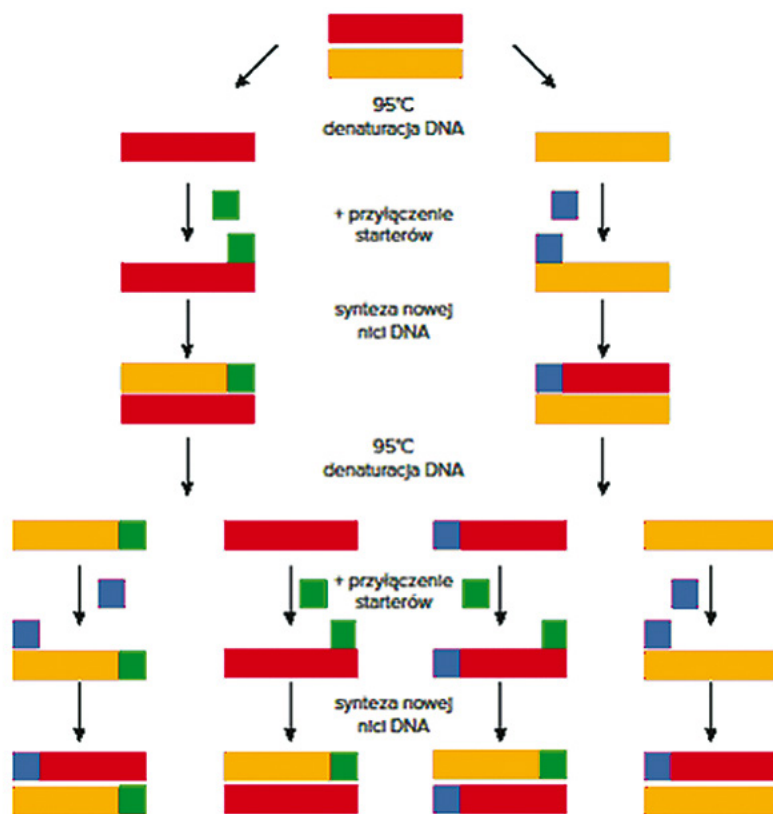 95°C
denaturacja DNA
+ przyłączenie
starterów
synteza nowej
nici DNA
95°C
denaturacja DNA
+ przyłączenie
starterów
synteza nowej
nici DNA